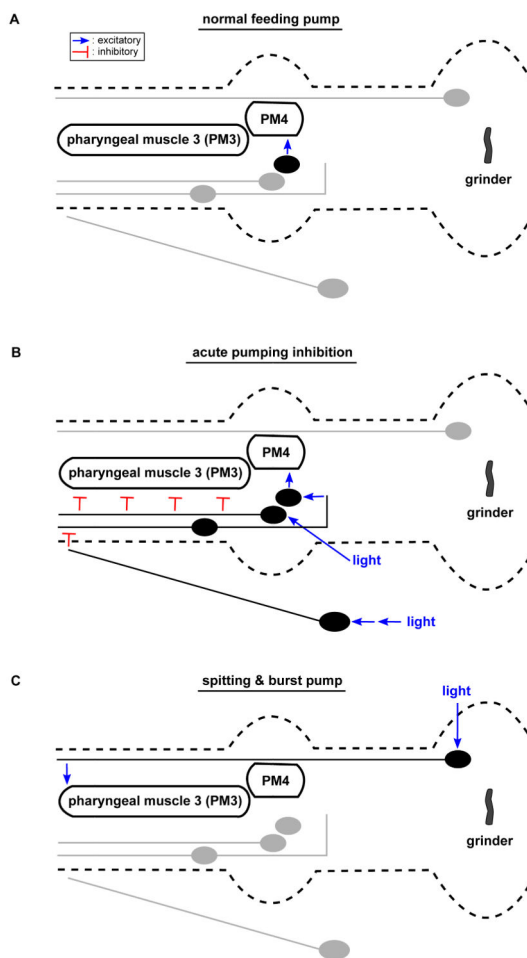 A
normal feeding pump
: excitatory
: inhibitory
PM4
pharyngeal muscle 3 (PM3)
grinder
B
acute pumping inhibition
PM4
pharyngeal muscle 3 (PM3)
grinder
light
light
C
spitting & burst pump
light
PM4
pharyngeal muscle 3 (PM3)
grinder